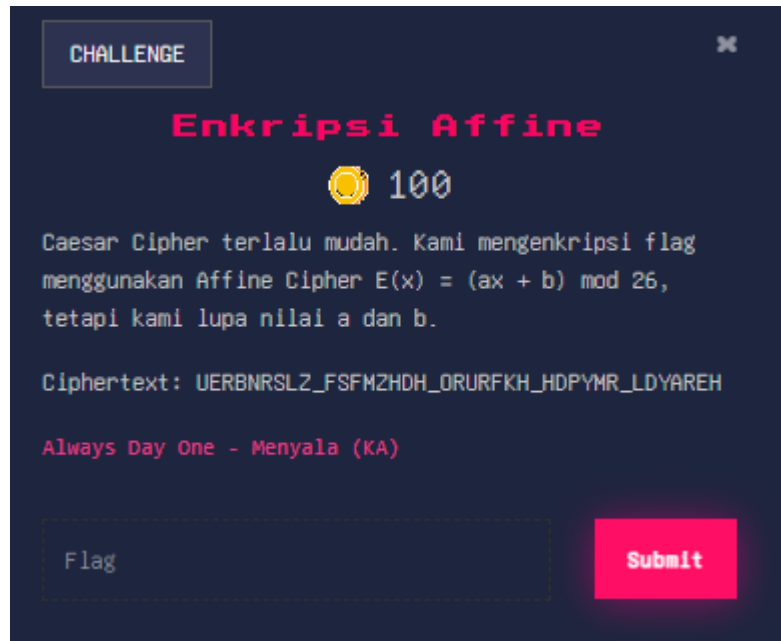 CHALLENGE
✖
Enkripsi Affine
100
Caesar Cipher terlalu mudah. Kami mengenkripsi flag
menggunakan Affine Cipher E(x) = (ax + b) mod 26,
tetapi kami lupa nilai a dan b.
Ciphertext: UERBNRSLZ_FSFMZHDH_ORURFKH_HDPYMR_LDYAREH
Always Day One - Menyala (KA)
Flag
Submit